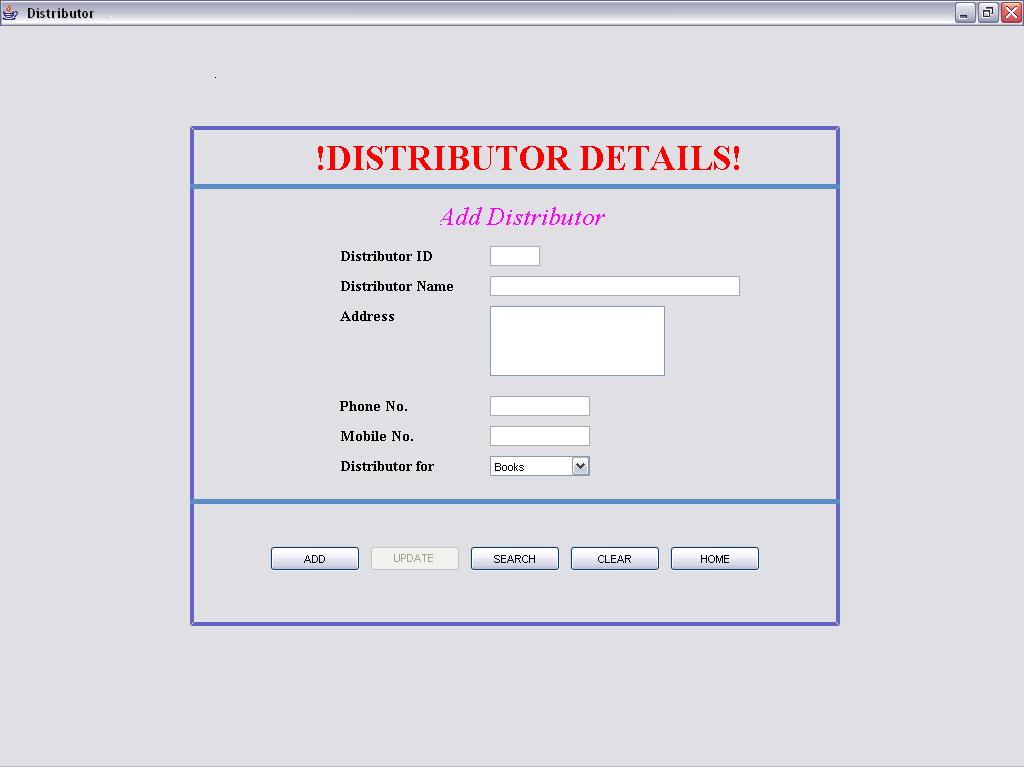 Distributor
!DISTRIBUTOR DETAILS!
Add Distributor
Distributor ID
Distributor Name
Address
Phone No.
Mobile No.
Distributor for Books
ADD UPDATE SEARCH CLEAR HOME